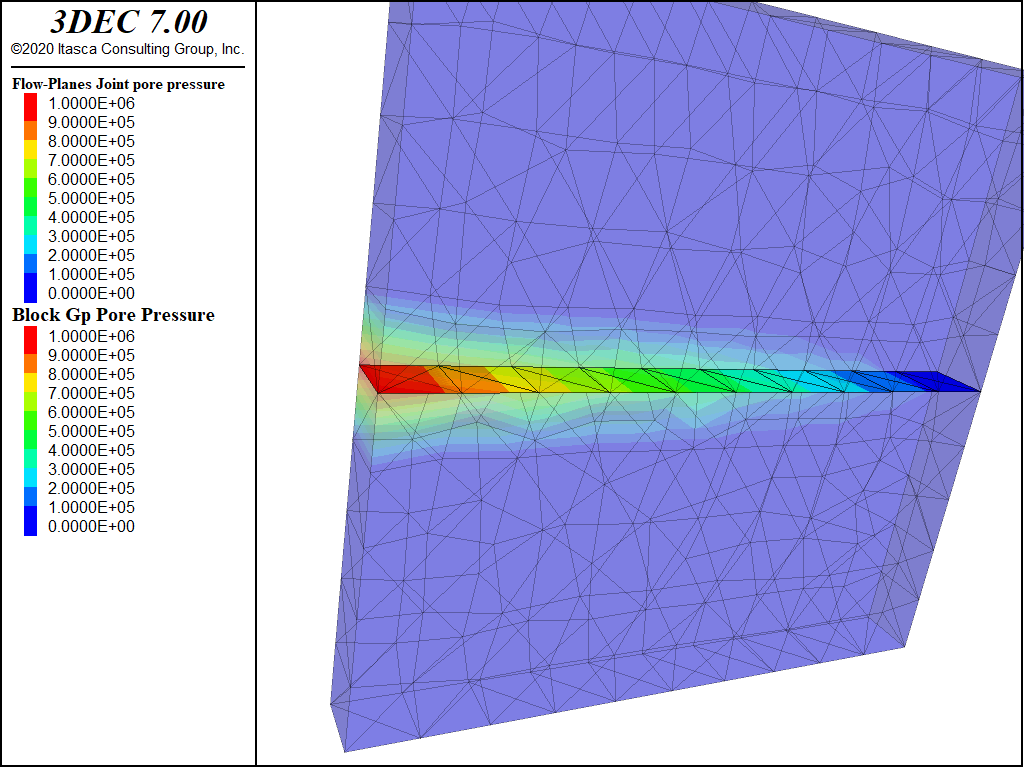 3DEC 7.00
©2020 Itasca Consulting Group, Inc.
Flow-Planes Joint pore pressure
1.0000E+06
9.0000E+05
8.0000E+05
7.0000E+05
6.0000E+05
5.0000E+05
4.0000E+05
3.0000E+05
2.0000E+05
1.0000E+05
0.0000E+00
Block Gp Pore Pressure
1.0000E+06
9.0000E+05
8.0000E+05
7.0000E+05
6.0000E+05
5.0000E+05
4.0000E+05
3.0000E+05
2.0000E+05
1.0000E+05
0.0000E+00